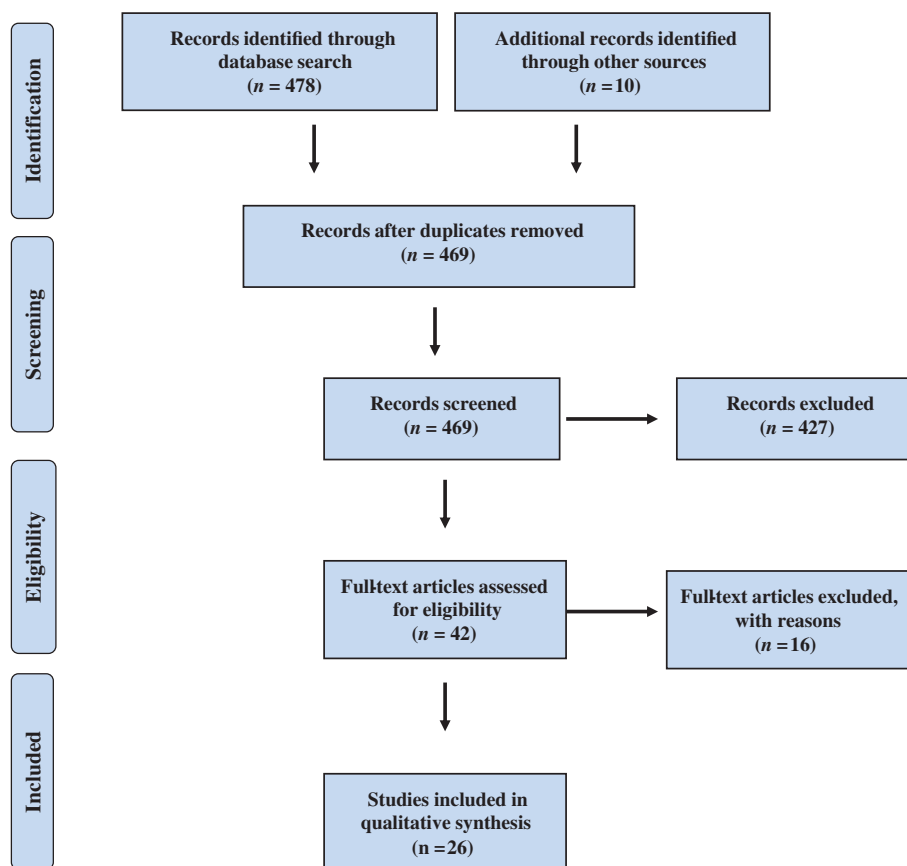 Identification
Records identified through
database search
(n = 478)
Additional records identified
through other sources
(n = 10)
Records after duplicates removed
(n = 469)
Screening
Records screened
(n = 469)
Records excluded
(n = 427)
Eligibility
Full-text articles assessed
for eligibility
(n = 42)
Full-text articles excluded,
with reasons
(n = 16)
Included
Studies included in
qualitative synthesis
(n = 26)